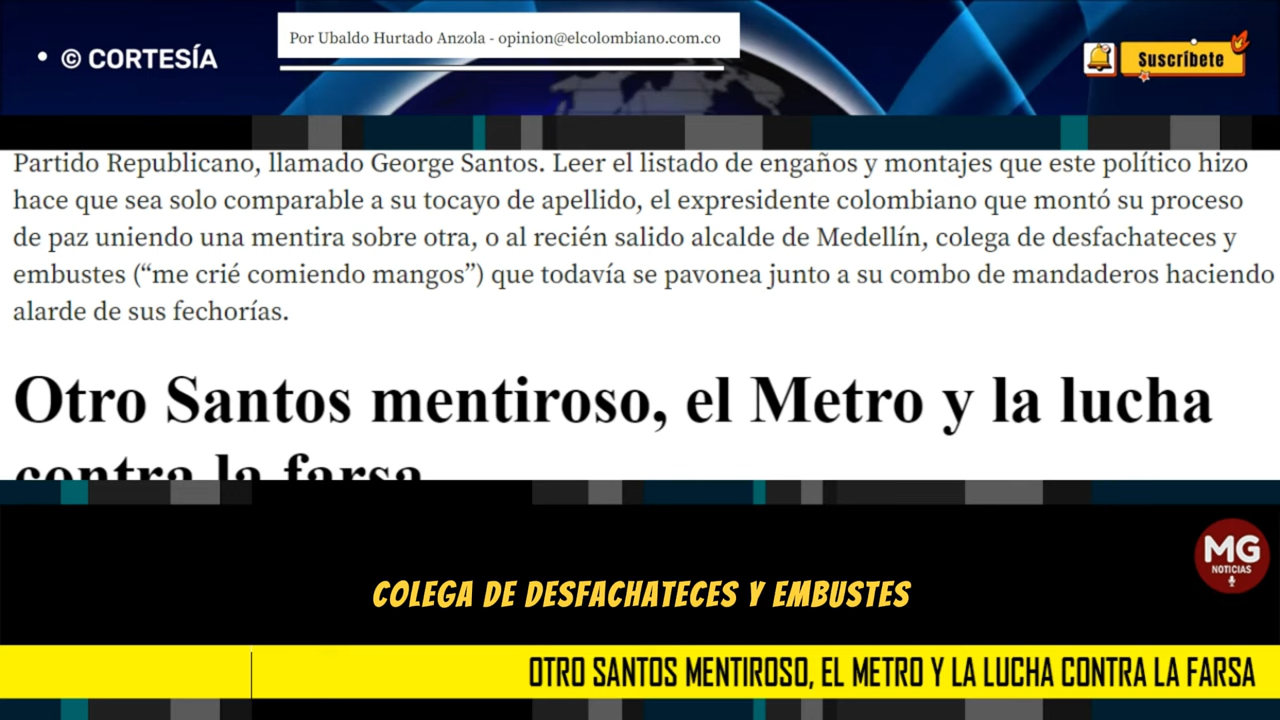 Por Ubaldo Hurtado Anzola - opinion@elcolombiano.com.co
• © CORTESÍA
Suscríbete
Partido Republicano, llamado George Santos. Leer el listado de engaños y montajes que este político hizo
hace que sea solo comparable a su tocayo de apellido, el expresidente colombiano que montó su proceso
de paz uniendo una mentira sobre otra, o al recién salido alcalde de Medellín, colega de desfachateces y
embustes (“me crié comiendo mangos”) que todavía se pavonea junto a su combo de mandaderos haciendo
alarde de sus fechorías.
Otro Santos mentiroso, el Metro y la lucha
contra la farsa
MG
NOTICIAS
COLEGA DE DESFACHATECES Y EMBUSTES
OTRO SANTOS MENTIROSO, EL METRO Y LA LUCHA CONTRA LA FARSA